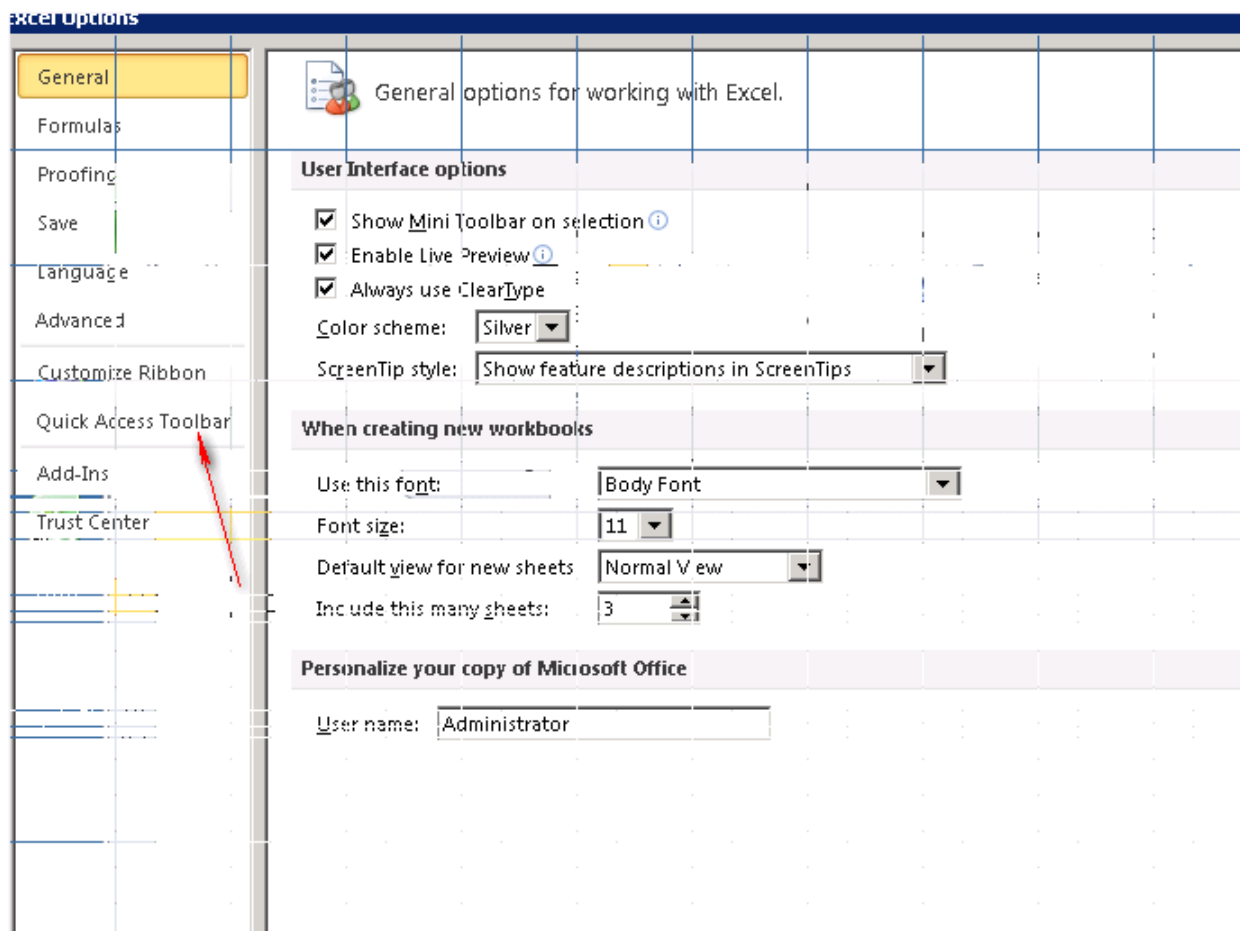 Excel Options
General
Formulas
Proofing
Save
Language
Advanced
Customize Ribbon
Quick Access Toolbar
Add-Ins
Trust Center
General options for working with Excel.
User Interface options
Show Mini Toolbar on selection
Enable Live Preview
Always use ClearType
Color scheme: Silver
ScreenTip style: Show feature descriptions in ScreenTips
When creating new workbooks
Use this font: Body Font
Font size: 11
Default view for new sheets Normal View
Include this many sheets: 3
Personalize your copy of Microsoft Office
User name: Administrator